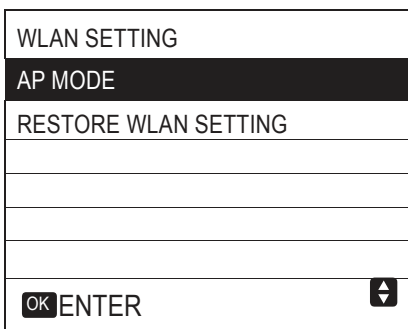 WLAN SETTING
AP MODE
RESTORE WLAN SETTING
OK ENTER